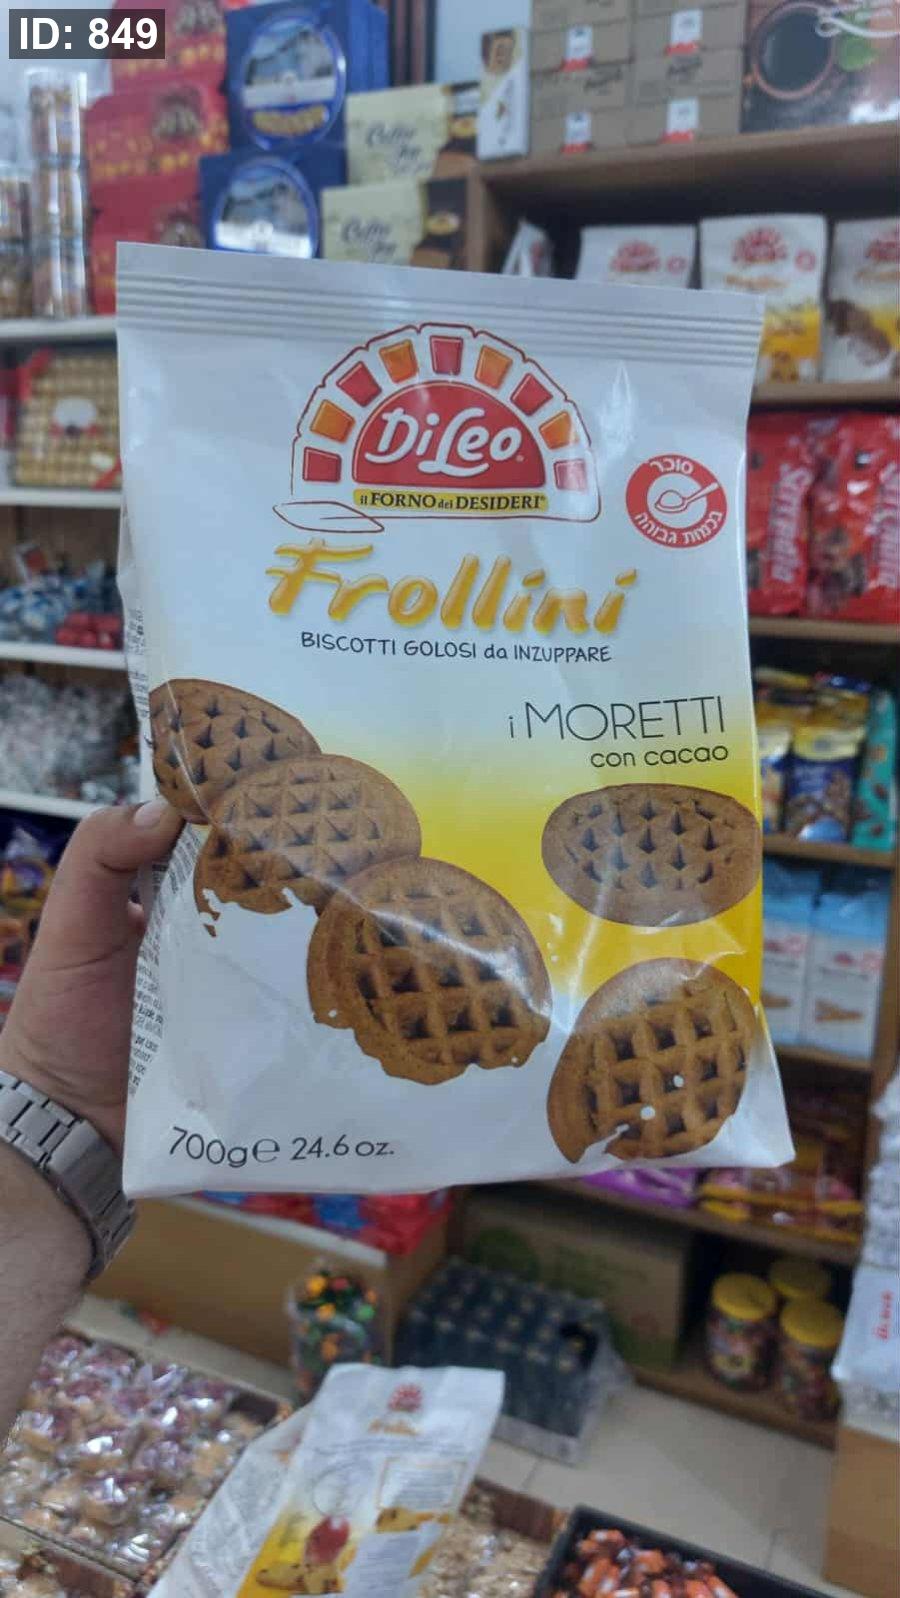 ID: 849
DiLeo
il FORNO dei DESIDERI
סוכר
בכמות גבוהה
Frollini
BISCOTTI GOLOSI da INZUPPARE
i MORETTI
con cacao
700g e 24.6 oz.